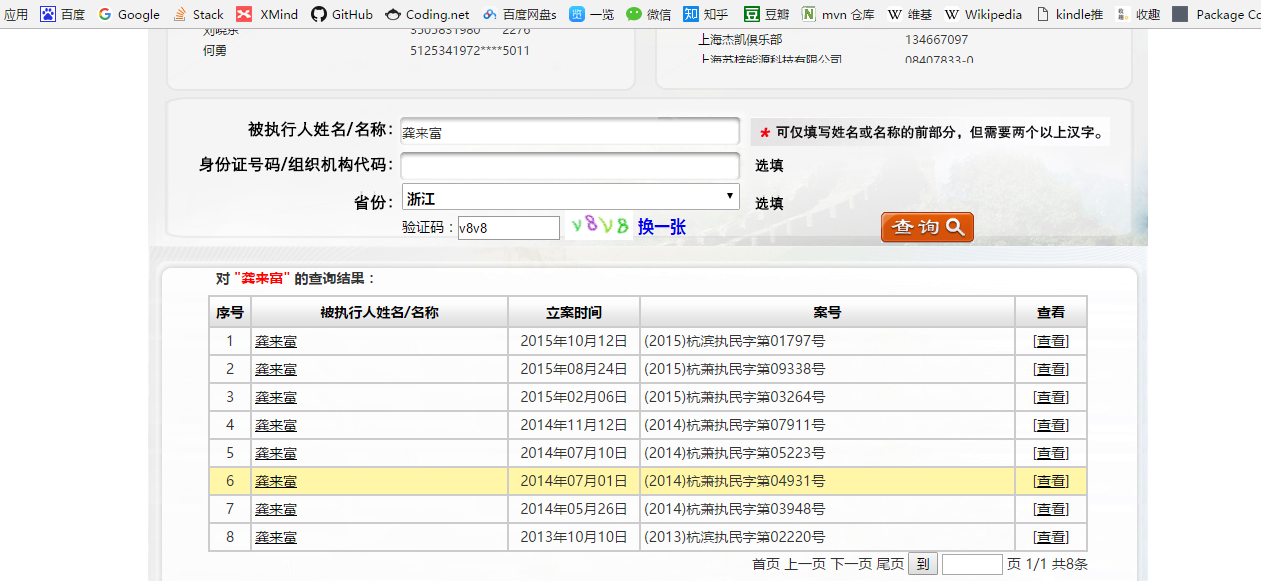 应用 百度 Google Stack XMind GitHub Coding.net 百度网盘s 一览 微信 知乎 豆瓣 mvn 仓库 维基 Wikipedia kindle推 收趣 Package Co
何勇 5125341972****5011
上海杰凯俱乐部 134667097
上海苏梓能源科技有限公司 08407833-0
被执行人姓名/名称: 龚来富 * 可仅填写姓名或名称的前部分，但需要两个以上汉字。
身份证号码/组织机构代码: 选填
省份: 浙江 选填
验证码： v8v8 v8v8 换一张 查询
对 "龚来富" 的查询结果：
序号 被执行人姓名/名称 立案时间 案号 查看
1 龚来富 2015年10月12日 (2015)杭滨执民字第01797号 [查看]
2 龚来富 2015年08月24日 (2015)杭萧执民字第09338号 [查看]
3 龚来富 2015年02月06日 (2015)杭萧执民字第03264号 [查看]
4 龚来富 2014年11月12日 (2014)杭萧执民字第07911号 [查看]
5 龚来富 2014年07月10日 (2014)杭萧执民字第05223号 [查看]
6 龚来富 2014年07月01日 (2014)杭萧执民字第04931号 [查看]
7 龚来富 2014年05月26日 (2014)杭萧执民字第03948号 [查看]
8 龚来富 2013年10月10日 (2013)杭滨执民字第02220号 [查看]
首页 上一页 下一页 尾页 到 页 1/1 共8条